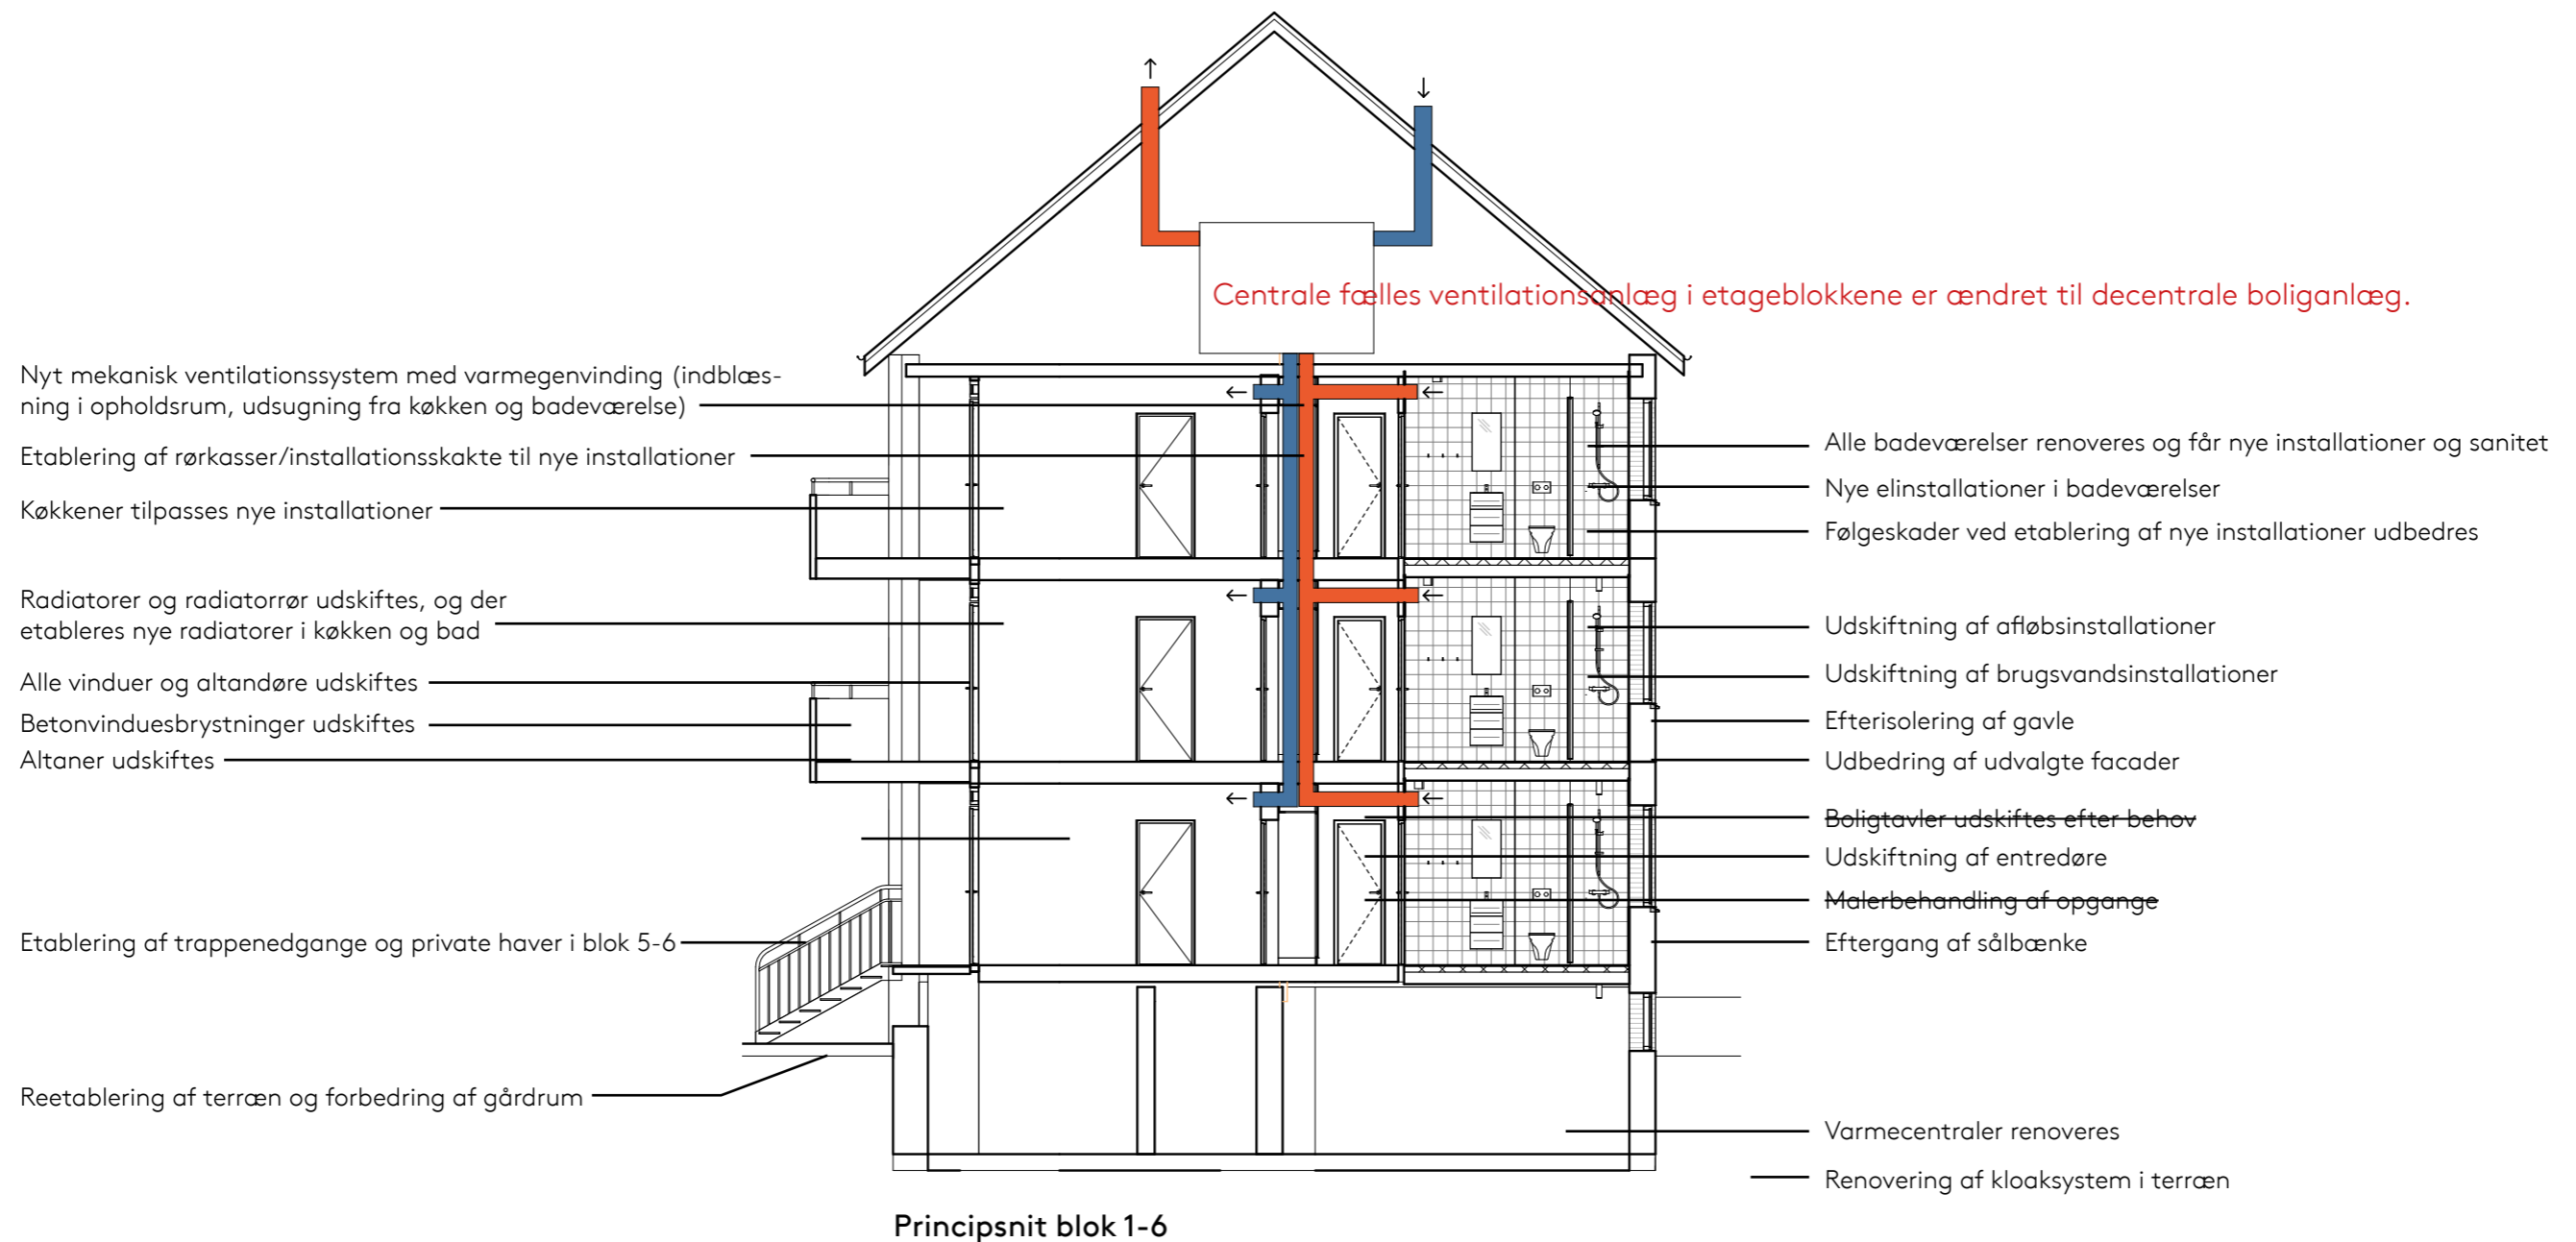 Centrale fælles ventilationsanlæg i etageblokkene er ændret til decentrale boliganlæg.
Nyt mekanisk ventilationssystem med varmegenvinding (indblæs-
ning i opholdsrum, udsugning fra køkken og badeværelse)
Etablering af rørkasser/installationsskakte til nye installationer
Køkkener tilpasses nye installationer
Radiatorer og radiatorrør udskiftes, og der
etableres nye radiatorer i køkken og bad
Alle vinduer og altandøre udskiftes
Betonvinduesbrystninger udskiftes
Altaner udskiftes
Etablering af trappenedgange og private haver i blok 5-6
Reetablering af terræn og forbedring af gårdrum
Alle badeværelser renoveres og får nye installationer og sanitet
Nye elinstallationer i badeværelser
Følgeskader ved etablering af nye installationer udbedres
Udskiftning af afløbsinstallationer
Udskiftning af brugsvandsinstallationer
Efterisolering af gavle
Udbedring af udvalgte facader
Boligtavler udskiftes efter behov
Udskiftning af entredøre
Malerbehandling af opgange
Eftergang af sålbænke
Varmecentraler renoveres
Renovering af kloaksystem i terræn
Principsnit blok 1-6